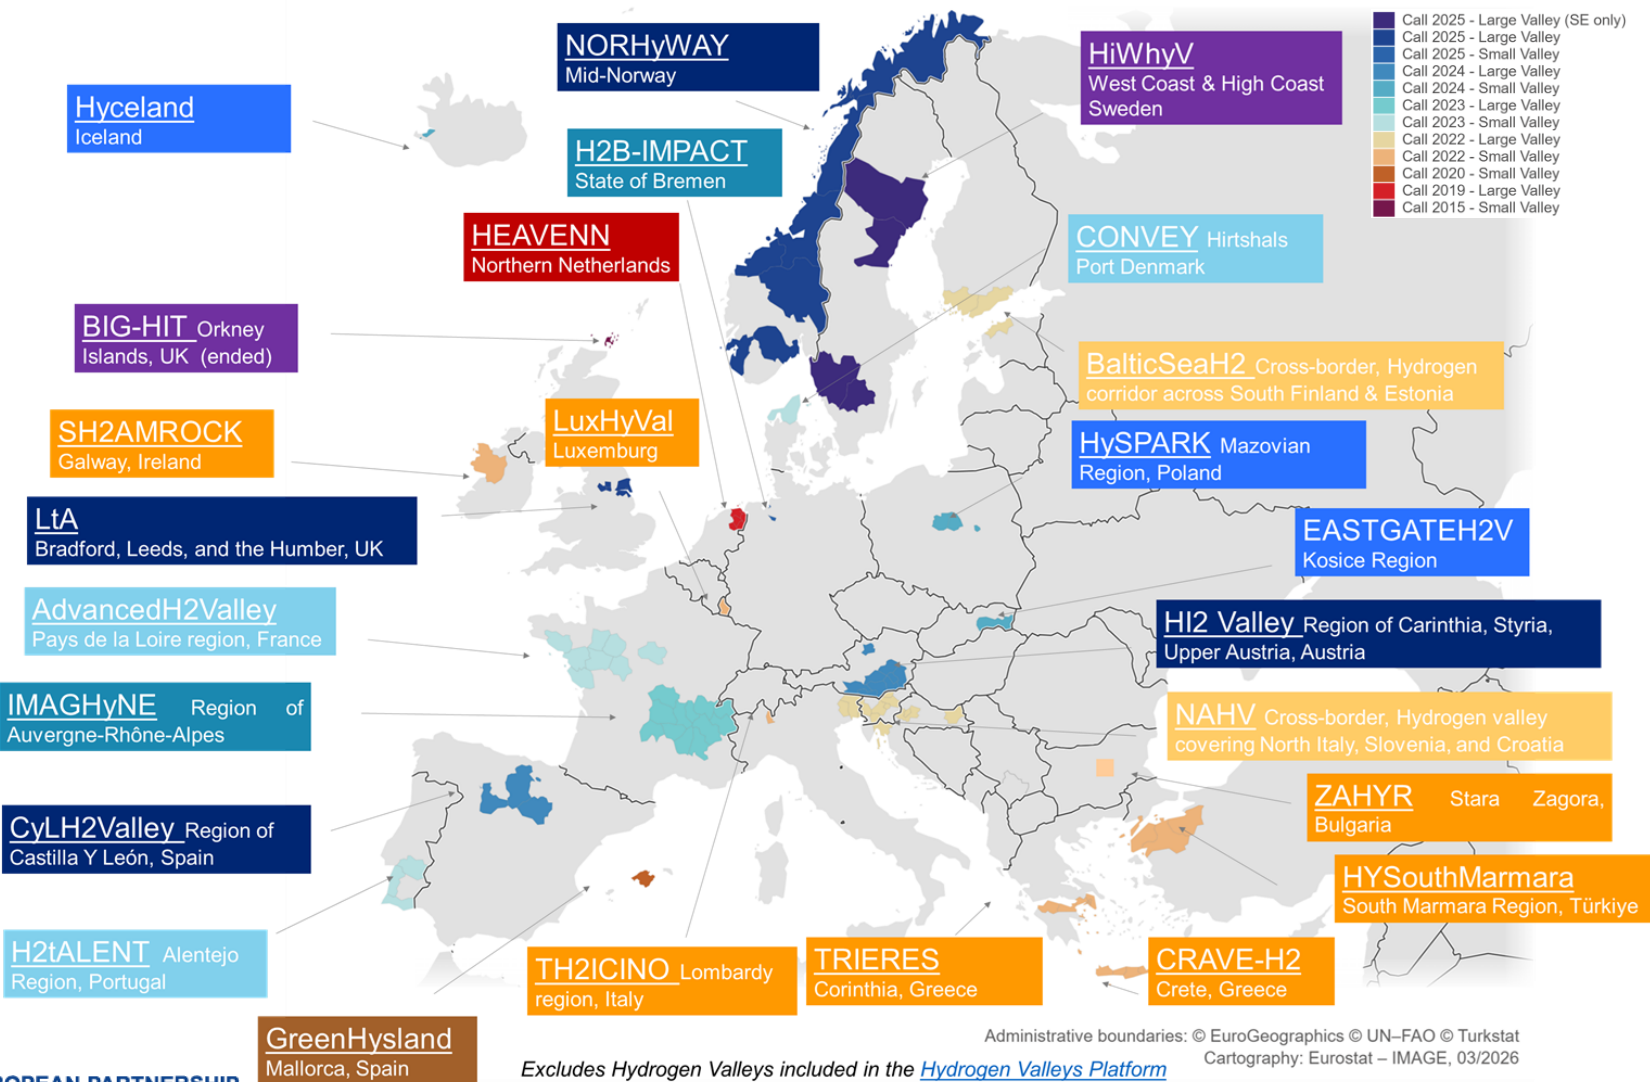 NORHyWAY
Mid-Norway
HiWhyV
West Coast & High Coast
Sweden
Call 2025 - Large Valley (SE only)
Call 2025 - Large Valley
Call 2025 - Small Valley
Call 2024 - Large Valley
Call 2024 - Small Valley
Call 2023 - Large Valley
Call 2023 - Small Valley
Call 2022 - Large Valley
Call 2022 - Small Valley
Call 2020 - Small Valley
Call 2019 - Large Valley
Call 2015 - Small Valley
Hyceland
Iceland
H2B-IMPACT
State of Bremen
HEAVENN
Northern Netherlands
CONVEY Hirtshals
Port Denmark
BIG-HIT Orkney
Islands, UK (ended)
BalticSeaH2 Cross-border, Hydrogen
corridor across South Finland & Estonia
SH2AMROCK
Galway, Ireland
LuxHyVal
Luxemburg
HySPARK Mazovian
Region, Poland
LtA
Bradford, Leeds, and the Humber, UK
EASTGATEH2V
Kosice Region
AdvancedH2Valley
Pays de la Loire region, France
HI2 Valley Region of Carinthia, Styria,
Upper Austria, Austria
IMAGHyNE Region of
Auvergne-Rhône-Alpes
NAHV Cross-border, Hydrogen valley
covering North Italy, Slovenia, and Croatia
ZAHYR Stara Zagora,
Bulgaria
CyLH2Valley Region of
Castilla Y León, Spain
HYSouthMarmara
South Marmara Region, Türkiye
H2tALENT Alentejo
Region, Portugal
TH2ICINO Lombardy
region, Italy
TRIERES
Corinthia, Greece
CRAVE-H2
Crete, Greece
GreenHysland
Mallorca, Spain
Administrative boundaries: © EuroGeographics © UN–FAO © Turkstat
Cartography: Eurostat – IMAGE, 03/2026
Excludes Hydrogen Valleys included in the Hydrogen Valleys Platform